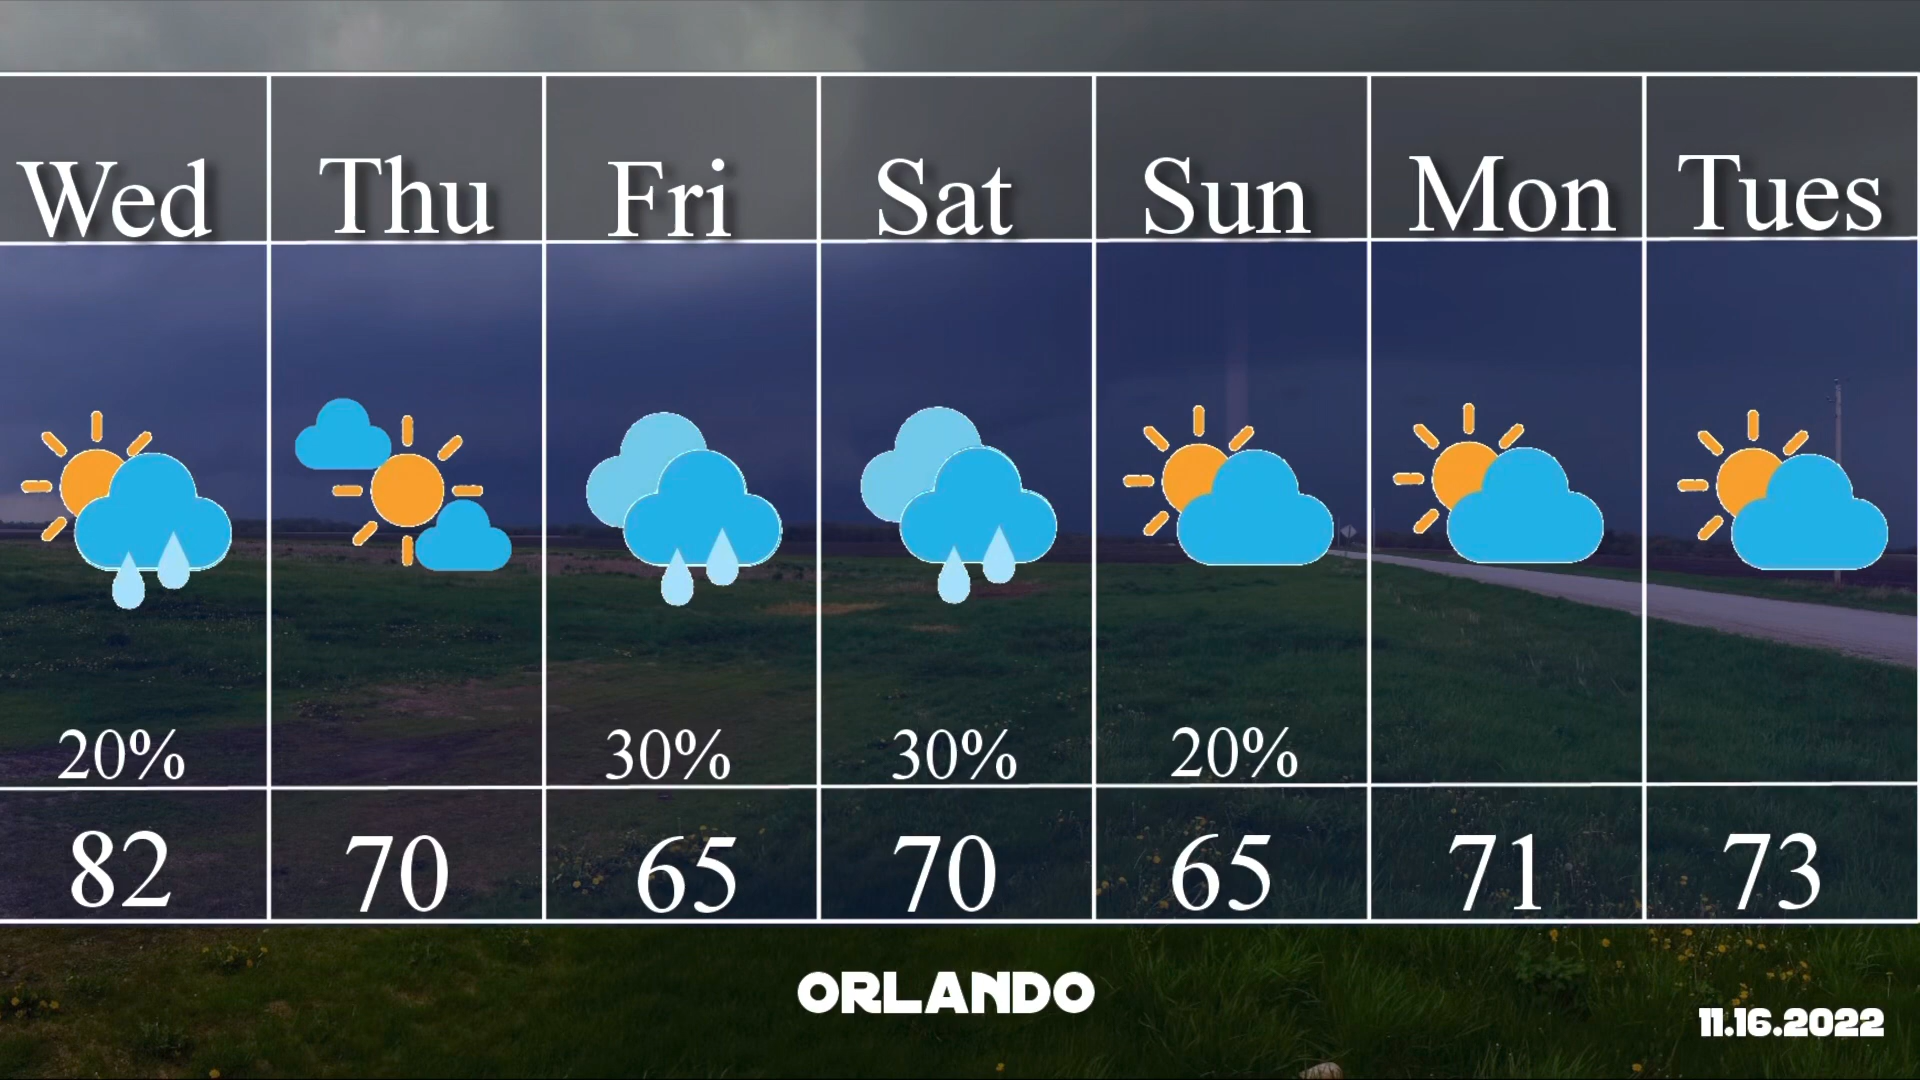 Wed Thu Fri Sat Sun Mon Tues
20% 30% 30% 20%
82 70 65 70 65 71 73
ORLANDO
11.16.2022